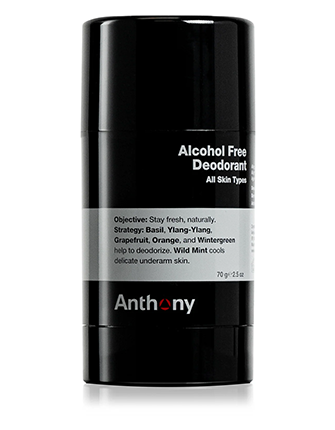 Alcohol Free
Deodorant
All Skin Types
Objective: Stay fresh, naturally.
Strategy: Basil, Ylang-Ylang,
Grapefruit, Orange, and Wintergreen
help to deodorize. Wild Mint cools
delicate underarm skin.
70 g ℮ 2.5 oz
Anthony